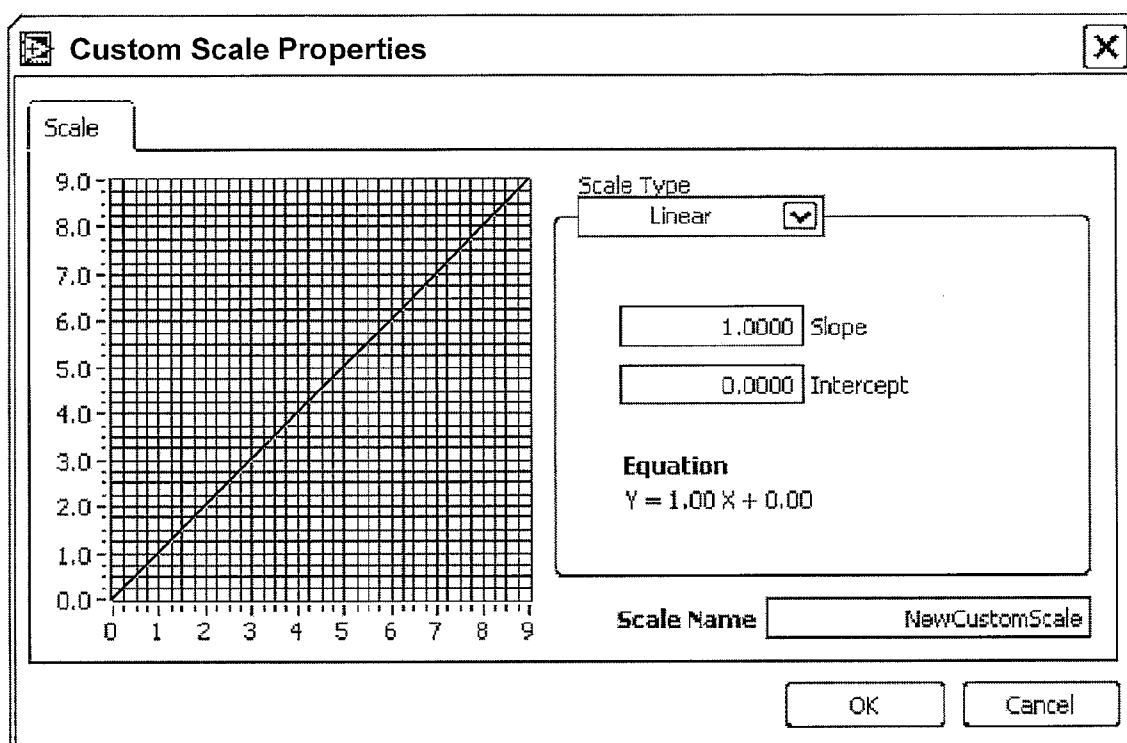 Custom Scale Properties
Scale
9.0
8.0
7.0
6.0
5.0
4.0
3.0
2.0
1.0
0.0
0 1 2 3 4 5 6 7 8 9
Scale Type
Linear
1.0000 Slope
0.0000 Intercept
Equation
Y = 1.00 X + 0.00
Scale Name NewCustomScale
OK Cancel